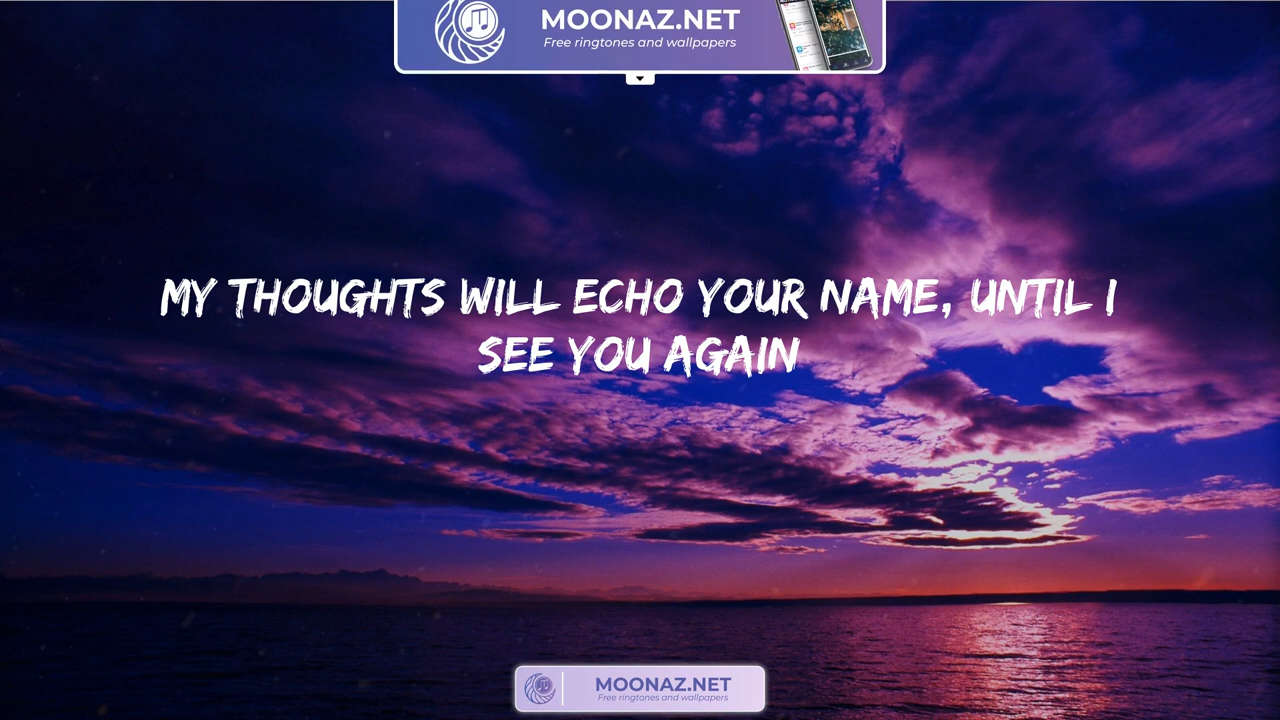 MOONAZ.NET
Free ringtones and wallpapers
MY THOUGHTS WILL ECHO YOUR NAME, UNTIL I
SEE YOU AGAIN
MOONAZ.NET
Free ringtones and wallpapers